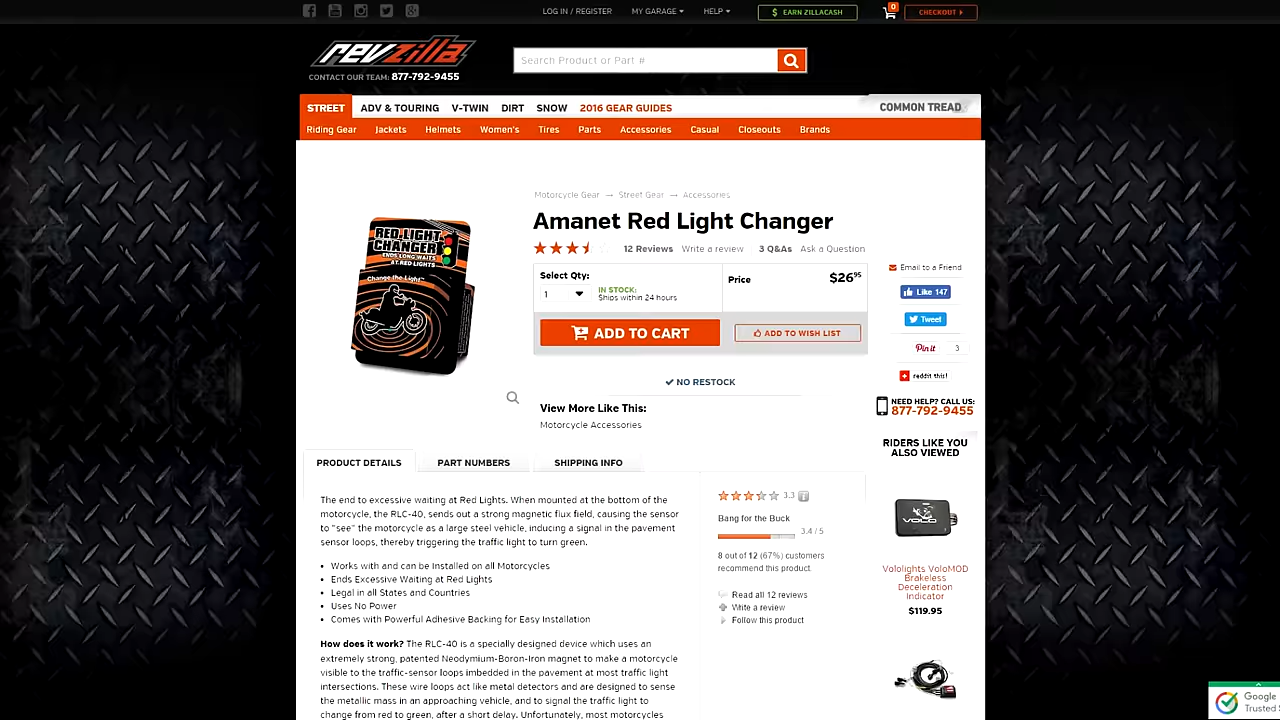 LOG IN / REGISTER MY GARAGE HELP $ EARN ZILLACASH 0 CHECKOUT
revzilla
CONTACT OUR TEAM: 877-792-9455
Search Product or Part #
STREET ADV & TOURING V-TWIN DIRT SNOW 2016 GEAR GUIDES COMMON TREAD
Riding Gear Jackets Helmets Women's Tires Parts Accessories Casual Closeouts Brands
Motorcycle Gear → Street Gear → Accessories
Amanet Red Light Changer
12 Reviews Write a review 3 Q&As Ask a Question
RED LIGHT
CHANGER
ENDS LONG WAITS
AT RED LIGHTS
Change the Light™
Select Qty:
1
IN STOCK:
Ships within 24 hours
Price $26 95
ADD TO CART
ADD TO WISH LIST
NO RESTOCK
View More Like This:
Motorcycle Accessories
Email to a Friend
Like 147
Tweet
Pin it 3
reddit this!
NEED HELP? CALL US:
877-792-9455
RIDERS LIKE YOU
ALSO VIEWED
VOLO
Vololights VoloMOD
Brakeless
Deceleration
Indicator
$119.95
PRODUCT DETAILS PART NUMBERS SHIPPING INFO
The end to excessive waiting at Red Lights. When mounted at the bottom of the
motorcycle, the RLC-40, sends out a strong magnetic flux field, causing the sensor
to "see" the motorcycle as a large steel vehicle, inducing a signal in the pavement
sensor loops, thereby triggering the traffic light to turn green.
• Works with and can be Installed on all Motorcycles
• Ends Excessive Waiting at Red Lights
• Legal in all States and Countries
• Uses No Power
• Comes with Powerful Adhesive Backing for Easy Installation
How does it work? The RLC-40 is a specially designed device which uses an
extremely strong, patented Neodymium-Boron-Iron magnet to make a motorcycle
visible to the traffic-sensor loops imbedded in the pavement at most traffic light
intersections. These wire loops act like metal detectors and are designed to sense
the metallic mass in an approaching vehicle, and to signal the traffic light to
change from red to green, after a short delay. Unfortunately, most motorcycles
3.3
Bang for the Buck
3.4 / 5
8 out of 12 (67%) customers
recommend this product.
Read all 12 reviews
Write a review
Follow this product
Google
Trusted